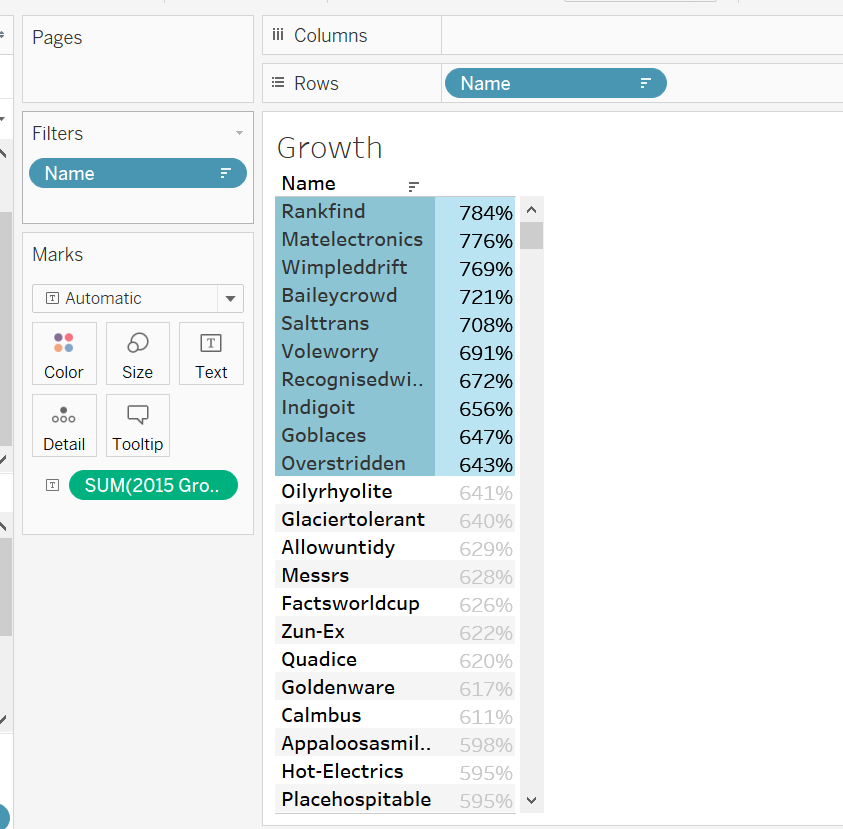 Pages
Columns
Rows
Name
Filters
Name
Marks
Automatic
Color
Size
Text
Detail
Tooltip
SUM(2015 Gro..
Growth
Name
Rankfind 784%
Matelectronics 776%
Wimpleddrift 769%
Baileycrowd 721%
Salttrans 708%
Voleworry 691%
Recognisedwi.. 672%
Indigoit 656%
Goblaces 647%
Overstridden 643%
Oilyrhyolite 641%
Glaciertolerant 640%
Allowuntidy 629%
Messrs 628%
Factsworldcup 626%
Zun-Ex 622%
Quadice 620%
Goldenware 617%
Calmbus 611%
Appaloosasmil.. 598%
Hot-Electrics 595%
Placehospitable 595%